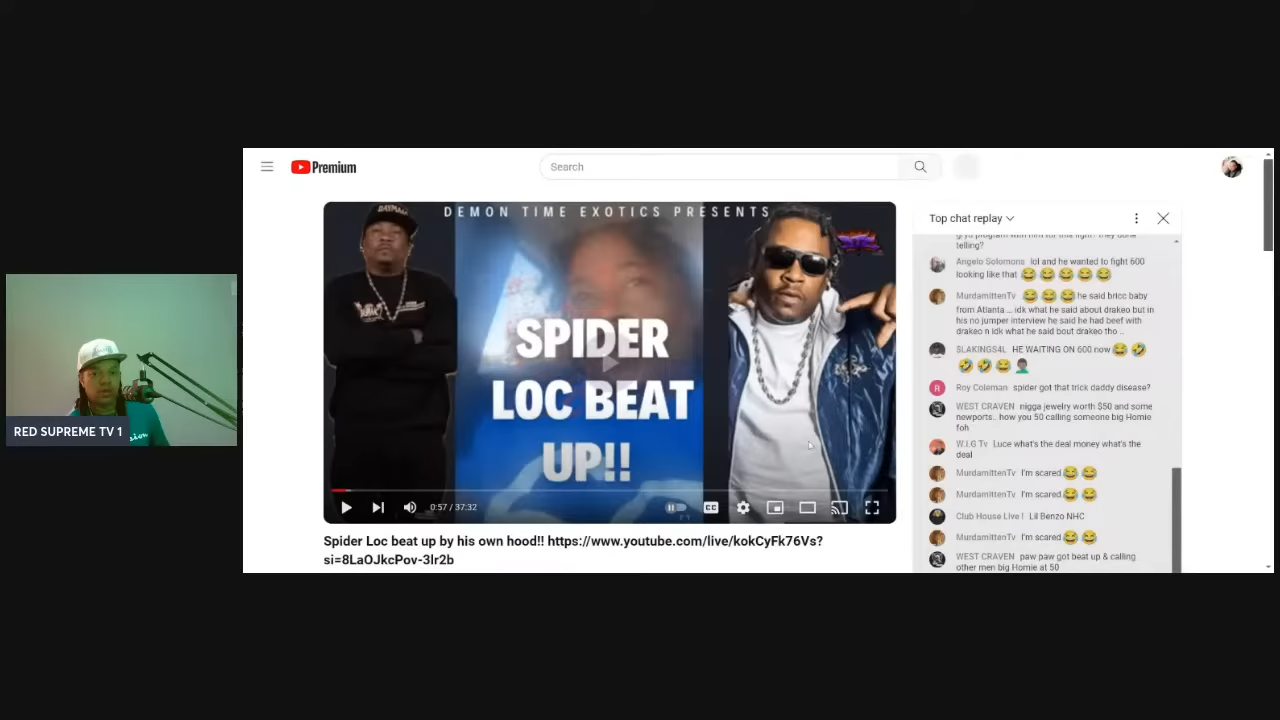 Premium
Search
DEMON TIME EXOTICS PRESENTS
SPIDER
LOC BEAT
UP!!
0:57 / 37:32
CC
Spider Loc beat up by his own hood!! https://www.youtube.com/live/kokCyFk76Vs?
si=8LaOJkcPov-3lr2b
RED SUPREME TV 1
Top chat replay
telling?
Angelo Solomons lol and he wanted to fight 600
looking like that 😂 😂 😂 😂 😂
MurdamittenTv 😂 😂 😂 he said bricc baby
from Atlanta .. idk what he said about drakeo but in
his no jumper interview he said he had beef with
drakeo n idk what he said bout drakeo tho ..
SLAKINGS4L HE WAITING ON 600 now 😂 🤣
🤣 🤣 😂 🤦🏿‍♂️
Roy Coleman spider got that trick daddy disease?
WEST CRAVEN nigga jewelry worth $50 and some
newports.. how you 50 calling someone big Homie
foh
W.I.G Tv Luce what's the deal money what's the
deal
MurdamittenTv I'm scared 😂 😂
MurdamittenTv I'm scared 😂 😂
Club House Live ! Lil Benzo NHC
MurdamittenTv I'm scared 😂 😂
WEST CRAVEN paw paw got beat up & calling
other men big Homie at 50